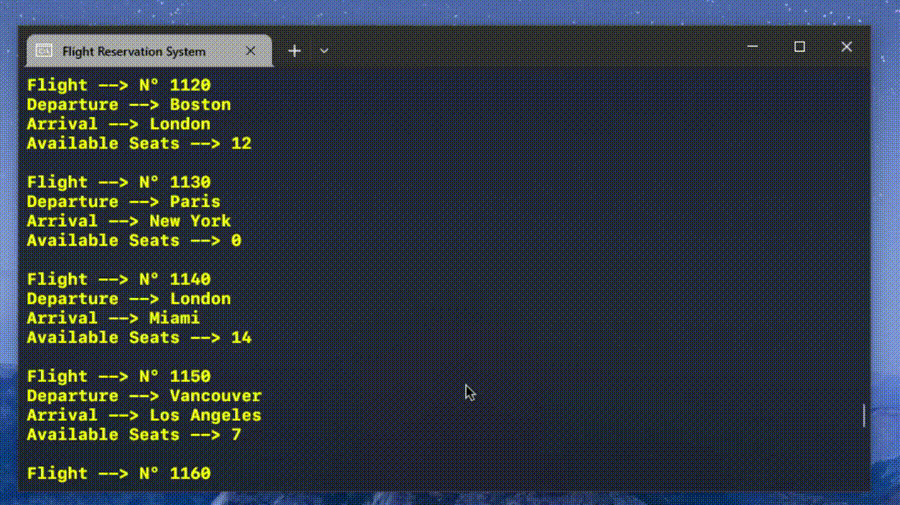 Flight Reservation System
Flight --> N° 1120
Departure --> Boston
Arrival --> London
Available Seats --> 12
Flight --> N° 1130
Departure --> Paris
Arrival --> New York
Available Seats --> 0
Flight --> N° 1140
Departure --> London
Arrival --> Miami
Available Seats --> 14
Flight --> N° 1150
Departure --> Vancouver
Arrival --> Los Angeles
Available Seats --> 7
Flight --> N° 1160